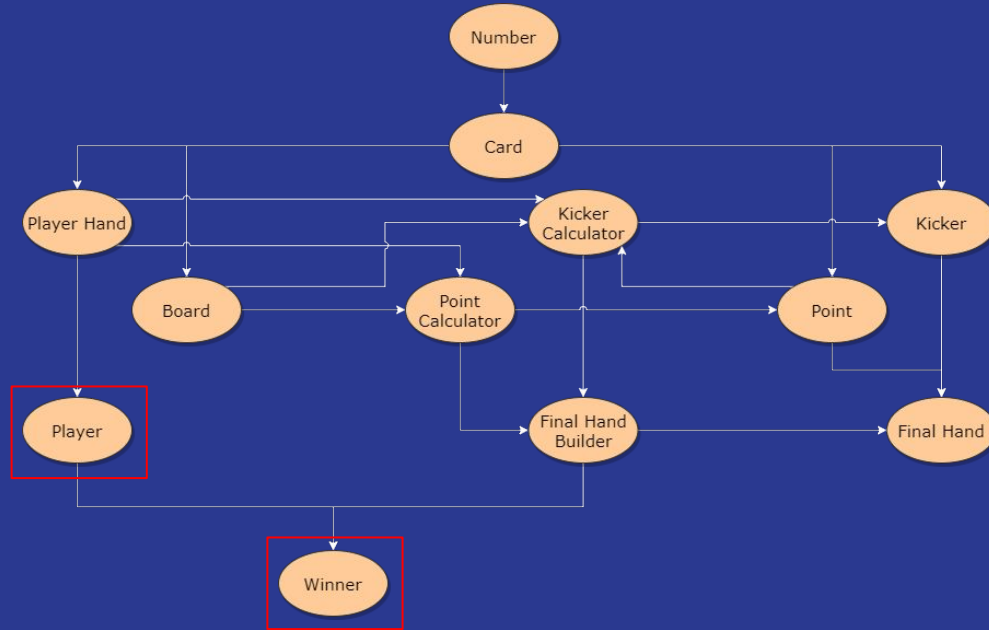 Number
Card
Player Hand
Kicker
Calculator
Kicker
Board
Point
Calculator
Point
Player
Final Hand
Builder
Final Hand
Winner